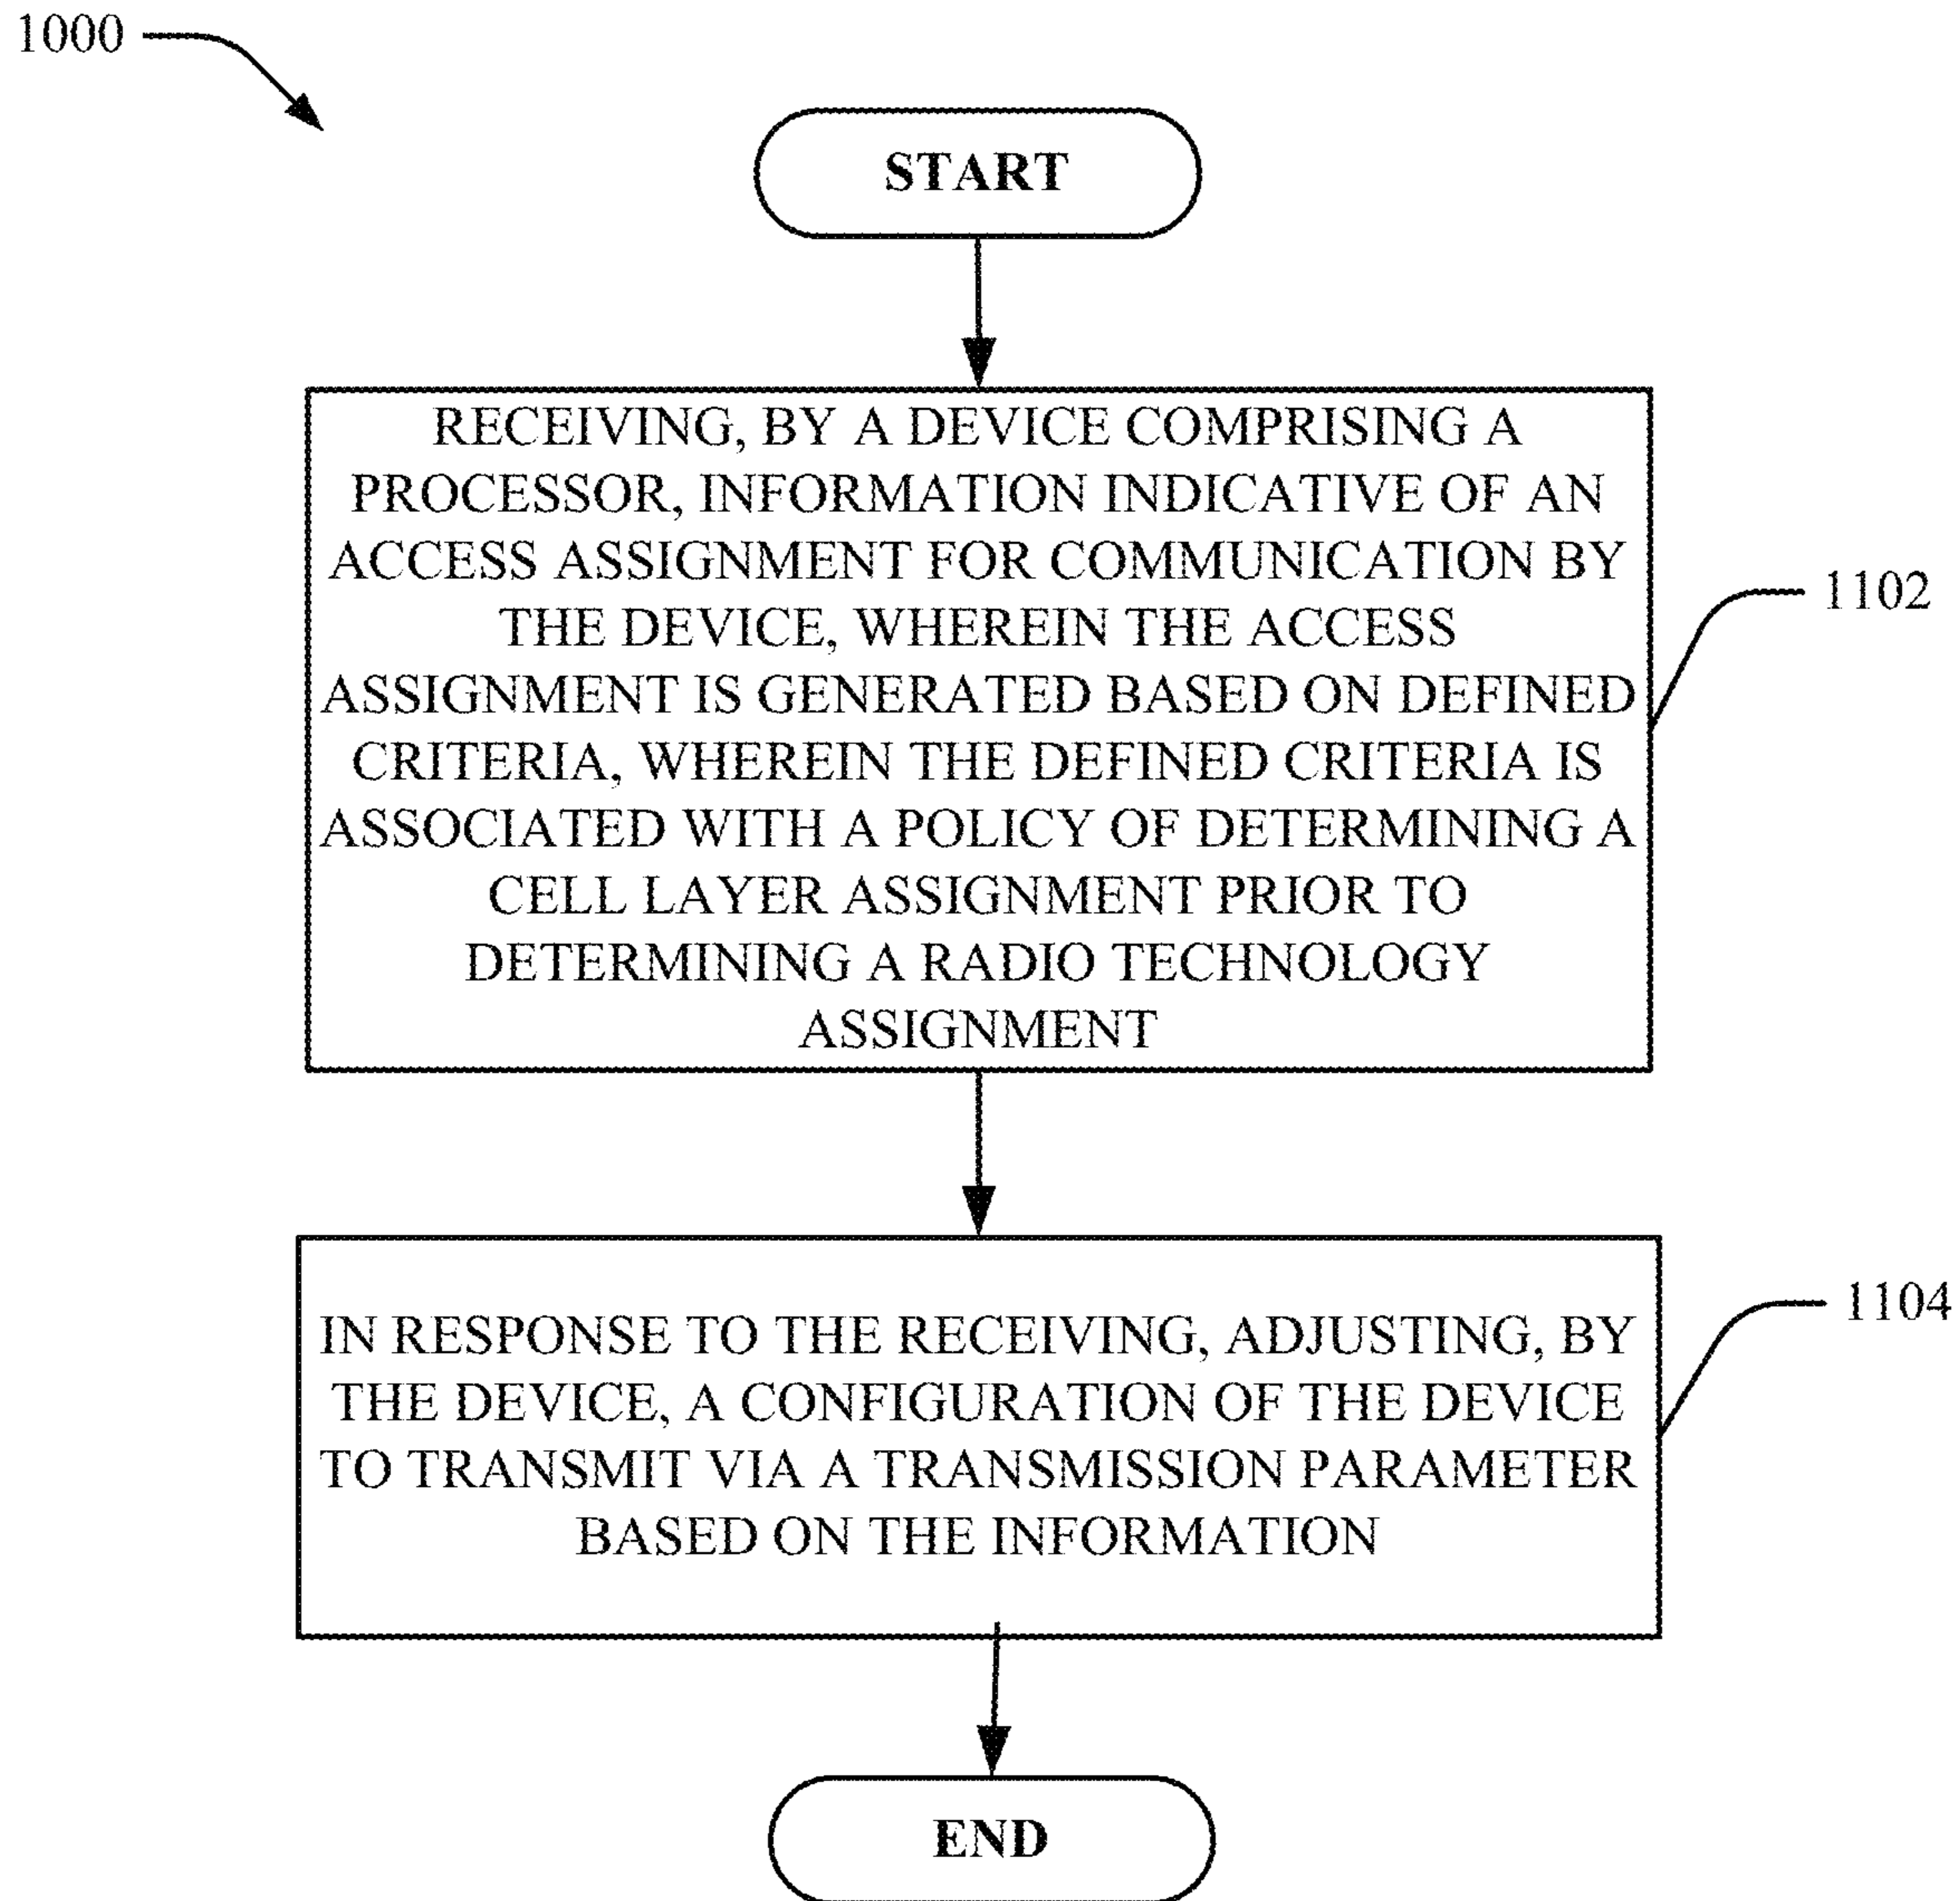 1000
START
RECEIVING, BY A DEVICE COMPRISING A
PROCESSOR, INFORMATION INDICATIVE OF AN
ACCESS ASSIGNMENT FOR COMMUNICATION BY
THE DEVICE, WHEREIN THE ACCESS
ASSIGNMENT IS GENERATED BASED ON DEFINED
CRITERIA, WHEREIN THE DEFINED CRITERIA IS
ASSOCIATED WITH A POLICY OF DETERMINING A
CELL LAYER ASSIGNMENT PRIOR TO
DETERMINING A RADIO TECHNOLOGY
ASSIGNMENT
1102
IN RESPONSE TO THE RECEIVING, ADJUSTING, BY
THE DEVICE, A CONFIGURATION OF THE DEVICE
TO TRANSMIT VIA A TRANSMISSION PARAMETER
BASED ON THE INFORMATION
1104
END